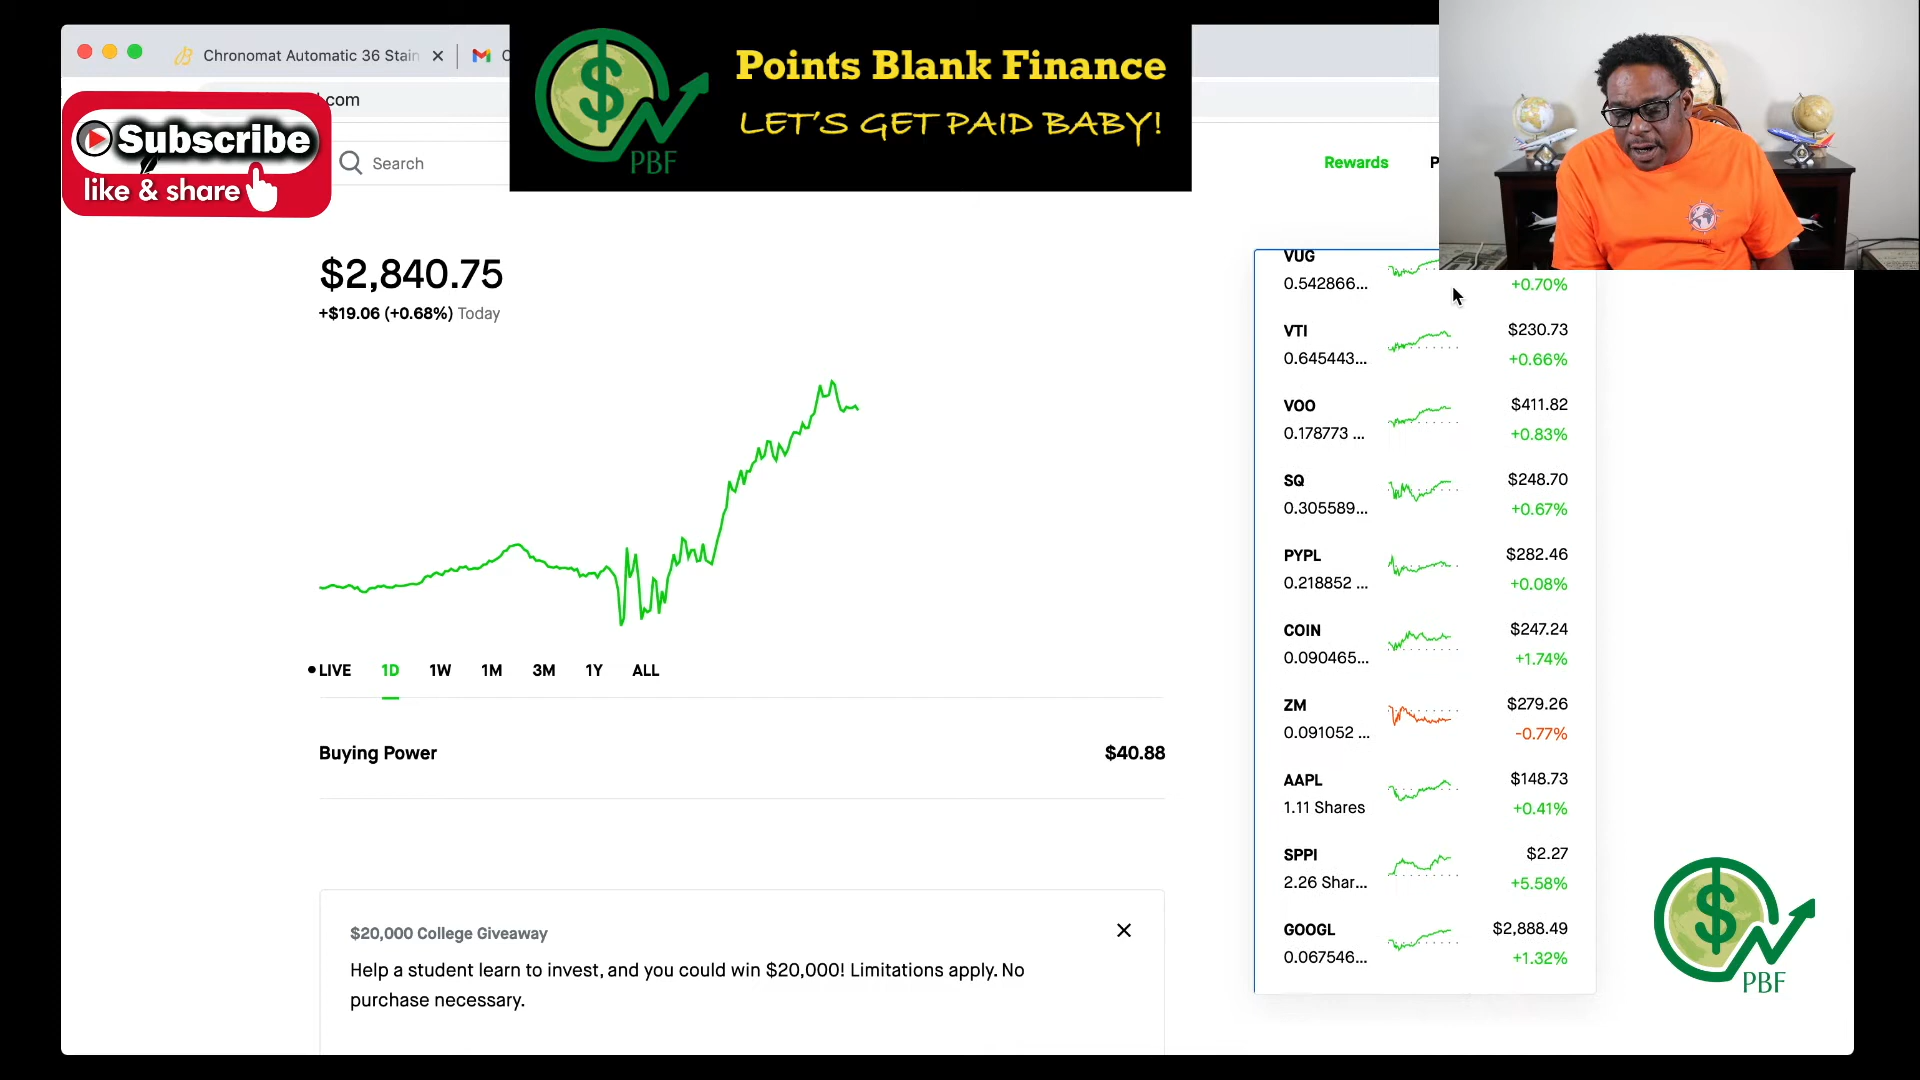 Chronomat Automatic 36 Stain
.com
Subscribe
like & share
Points Blank Finance
LET'S GET PAID BABY!
PBF
Search
Rewards
$2,840.75
+$19.06 (+0.68%) Today
LIVE 1D 1W 1M 3M 1Y ALL
Buying Power $40.88
$20,000 College Giveaway
Help a student learn to invest, and you could win $20,000! Limitations apply. No
purchase necessary.
VUG
0.542866... +0.70%
VTI $230.73
0.645443... +0.66%
VOO $411.82
0.178773 ... +0.83%
SQ $248.70
0.305589... +0.67%
PYPL $282.46
0.218852 ... +0.08%
COIN $247.24
0.090465... +1.74%
ZM $279.26
0.091052 ... -0.77%
AAPL $148.73
1.11 Shares +0.41%
SPPI $2.27
2.26 Shar... +5.58%
GOOGL $2,888.49
0.067546... +1.32%
PBF